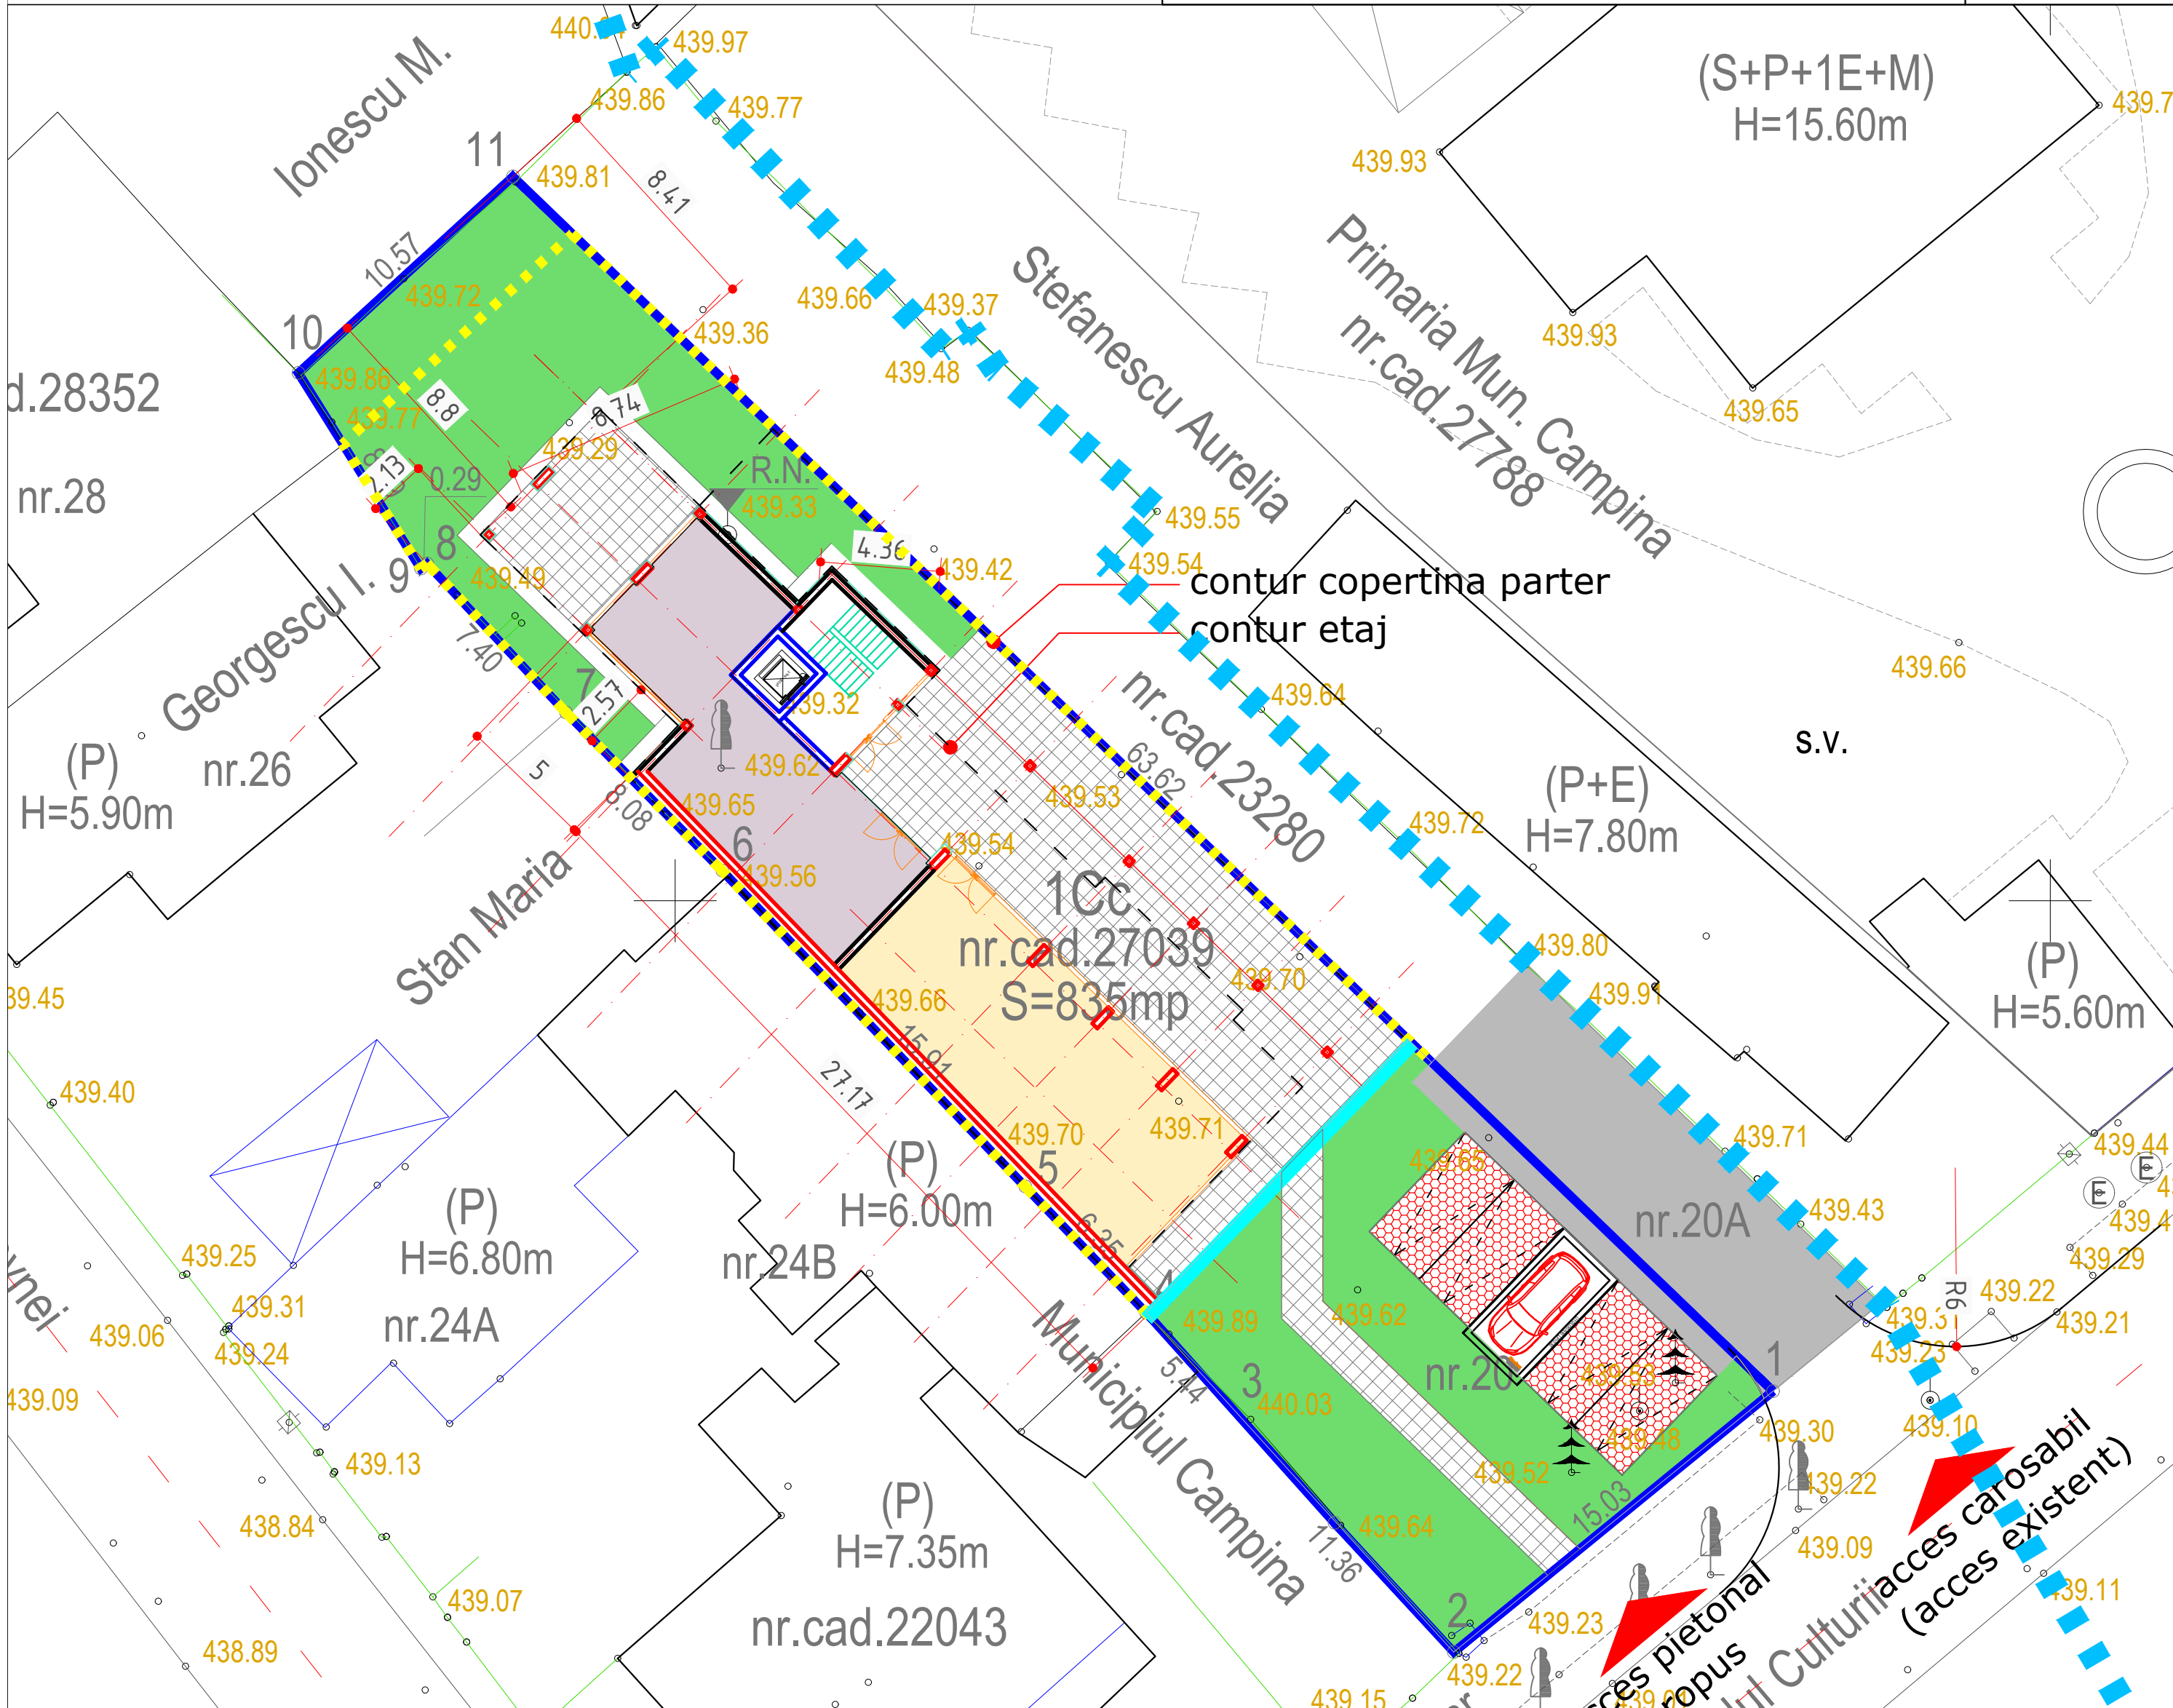 440.
439.97
439.86
439.77
(S+P+1E+M)
H=15.60m
439.7
439.93
Ionescu M.
11
439.81
8.41
10.57
439.72
439.66
439.37
439.36
439.48
Stefanescu Aurelia
Primaria Mun. Campina
nr.cad.27788
439.93
439.65
10
439.86
439.77
8.8
d.28352
nr.28
2.13
0.29
8
9
439.29
R.N.
439.33
439.49
4.36
439.42
439.55
439.54
contur copertina parter
contur etaj
Georgescu I.
7.40
7
2.57
439.32
439.62
439.64
439.66
nr.cad.23280
63.62
s.v.
(P)
H=5.90m
nr.26
5
8.08
439.65
6
439.56
439.53
439.54
439.72
(P+E)
H=7.80m
Stan Maria
1Cc
nr.cad.27039
S=835mp
439.66
439.70
439.80
439.91
(P)
H=5.60m
39.45
439.40
15.91
27.17
439.70
5
439.71
439.71
439.65
439.44
E
E
(P)
H=6.00m
nr.24B
6.35
4
nr.20A
439.43
439.4
439.29
(P)
H=6.80m
nr.24A
439.25
439.31
439.24
439.06
439.09
439.89
439.62
R6
439.22
439.21
439.23
Municipiul Campina
5.44
3
440.03
nr.20
1
439.30
439.10
439.13
439.48
439.52
439.64
439.22
439.09
15.03
11.36
(P)
H=7.35m
nr.cad.22043
438.84
439.07
438.89
2
439.23
439.22
439.15
439.11
acces carosabil
(acces existent)
Culturii
pietonal